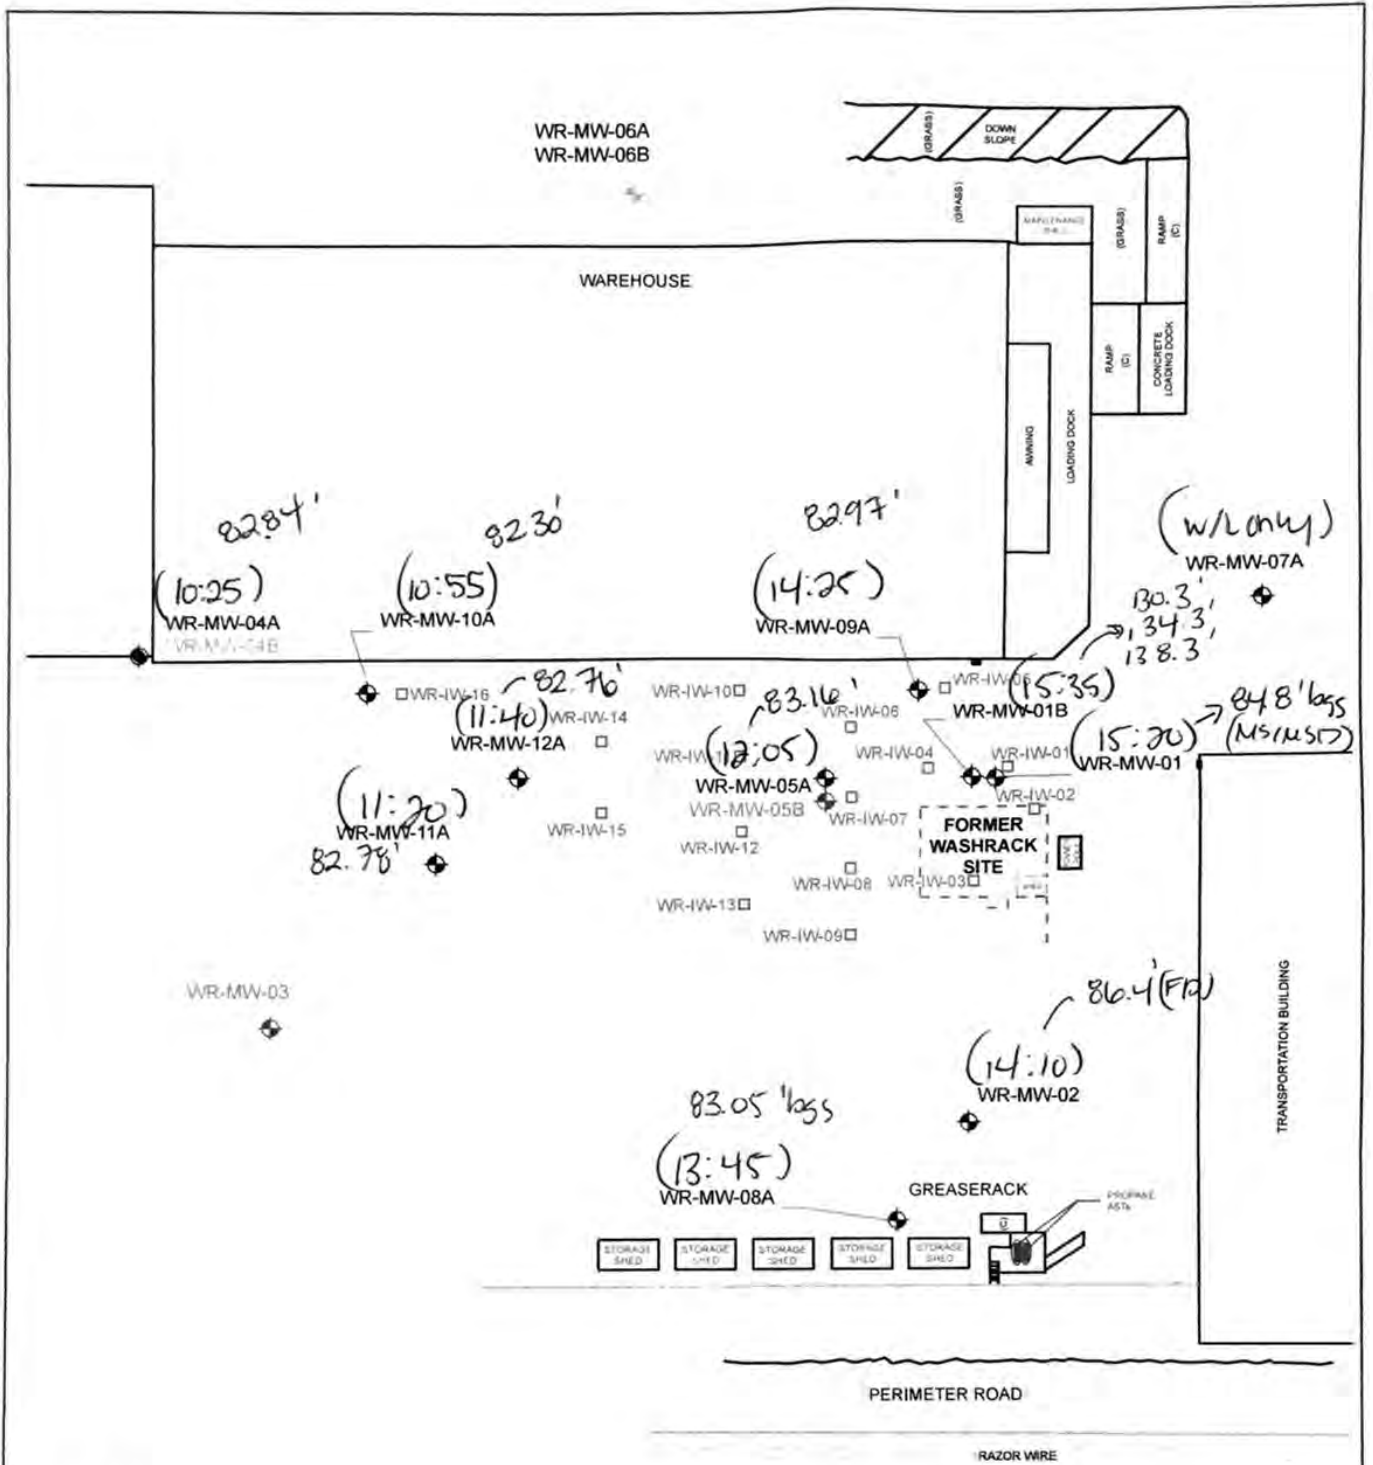 WR-MW-06A
WR-MW-06B
(GRASS)
DOWN
SLOPE
(GRASS)
(GRASS)
RAMP
(C)
MAINTENANCE
WAREHOUSE
RAMP
(C)
CONCRETE
LOADING DOCK
AWNING
LOADING DOCK
82.84'
82.30'
82.97'
(w/L only)
WR-MW-07A
(10:25)
WR-MW-04A
WR-MW-04B
(10:55)
WR-MW-10A
(14:25)
WR-MW-09A
130.3',
134.3',
138.3'
WR-IW-16
82.76'
(11:40)
WR-IW-14
WR-MW-12A
WR-IW-10
83.16'
WR-IW-06
(12:05)
WR-MW-05A
WR-MW-05B
WR-IW-05
(15:35)
WR-MW-01B
WR-IW-04
WR-IW-01
(15:20)
WR-MW-01
84.8' bgs
(MS/MSD)
WR-IW-02
(11:20)
WR-MW-11A
82.78'
WR-IW-15
WR-IW-12
WR-IW-07
FORMER
WASHRACK
SITE
WR-IW-08
WR-IW-03
SHED
WR-IW-13
WR-IW-09
WR-MW-03
86.4' (FD)
(14:10)
WR-MW-02
TRANSPORTATION BUILDING
83.05' bgs
(13:45)
WR-MW-08A
GREASERACK
PROPANE
ASTs
STORAGE
SHED
STORAGE
SHED
STORAGE
SHED
STORAGE
SHED
STORAGE
SHED
PERIMETER ROAD
RAZOR WIRE